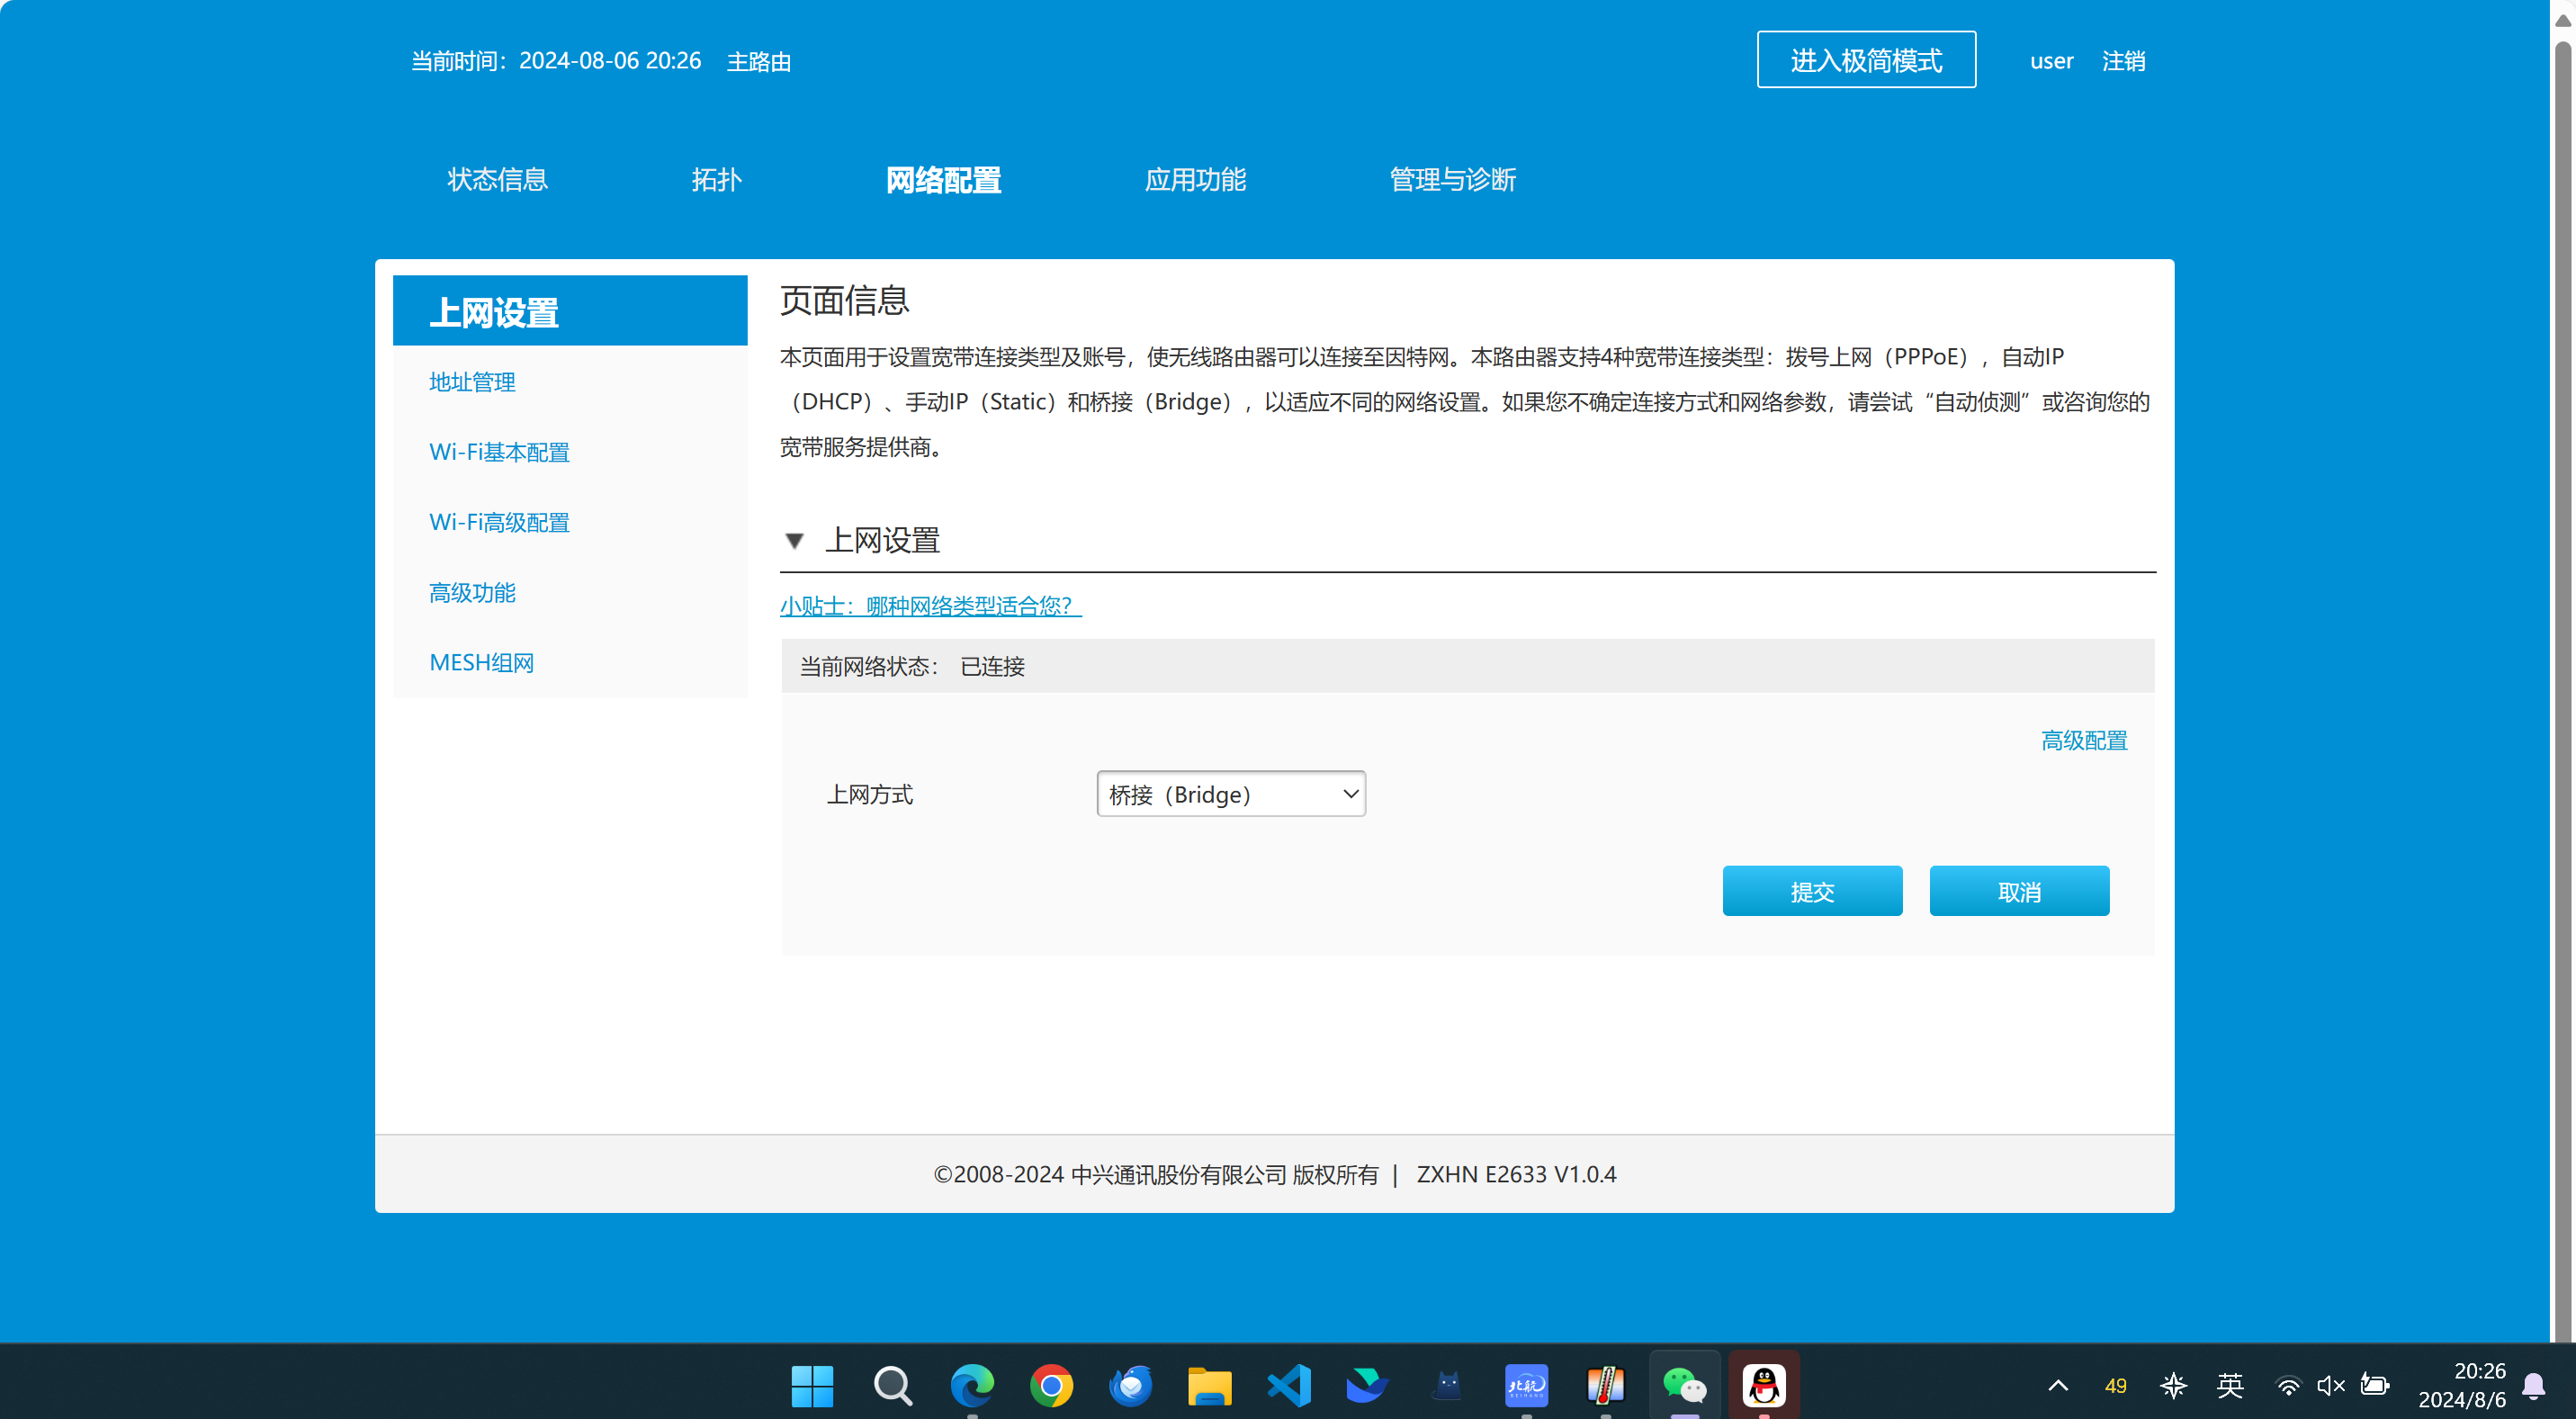 当前时间：2024-08-06 20:26 主路由 进入极简模式 user 注销
状态信息 拓扑 网络配置 应用功能 管理与诊断
上网设置
地址管理
Wi-Fi基本配置
Wi-Fi高级配置
高级功能
MESH组网
页面信息
本页面用于设置宽带连接类型及账号，使无线路由器可以连接至因特网。本路由器支持4种宽带连接类型：拨号上网（PPPoE），自动IP
（DHCP）、手动IP（Static）和桥接（Bridge），以适应不同的网络设置。如果您不确定连接方式和网络参数，请尝试“自动侦测”或咨询您的
宽带服务提供商。
上网设置
小贴士：哪种网络类型适合您？
当前网络状态： 已连接
高级配置
上网方式 桥接（Bridge）
提交 取消
©2008-2024 中兴通讯股份有限公司 版权所有 | ZXHN E2633 V1.0.4
北航
BEIHANG
49 英 20:26
2024/8/6